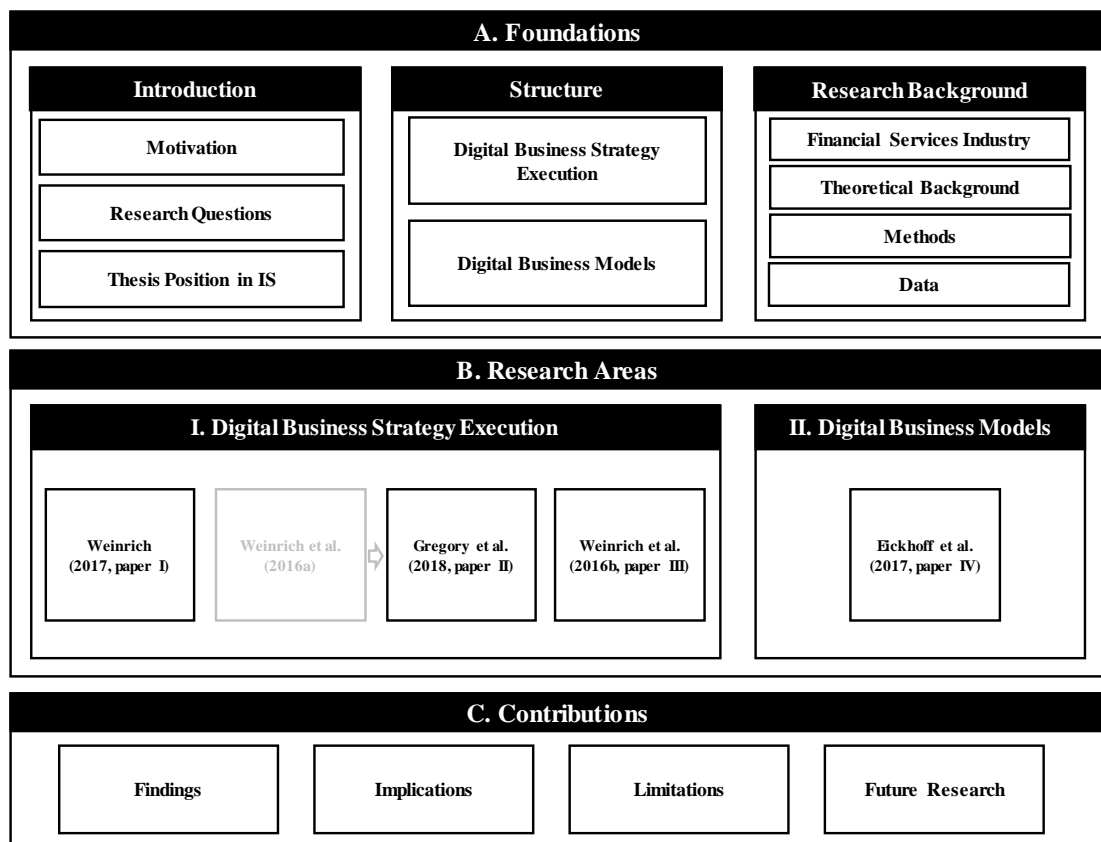 A. Foundations
Introduction
Motivation
Research Questions
Thesis Position in IS
Structure
Digital Business Strategy
Execution
Digital Business Models
Research Background
Financial Services Industry
Theoretical Background
Methods
Data
B. Research Areas
I. Digital Business Strategy Execution
Weinrich
(2017, paper I)
Weinrich et al.
(2016a)
Gregory et al.
(2018, paper II)
Weinrich et al.
(2016b, paper III)
II. Digital Business Models
Eickhoff et al.
(2017, paper IV)
C. Contributions
Findings
Implications
Limitations
Future Research